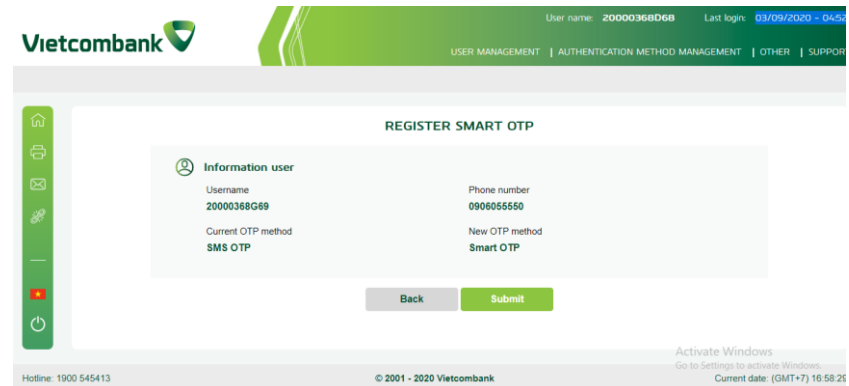 User name: 20000368D68 Last login: 03/09/2020 - 04:52
Vietcombank
USER MANAGEMENT | AUTHENTICATION METHOD MANAGEMENT | OTHER | SUPPORT
REGISTER SMART OTP
Information user
Username Phone number
20000368G69 0906055550
Current OTP method New OTP method
SMS OTP Smart OTP
Back Submit
Activate Windows
Go to Settings to activate Windows.
Hotline: 1900 545413 © 2001 - 2020 Vietcombank Current date: (GMT+7) 16:58:29